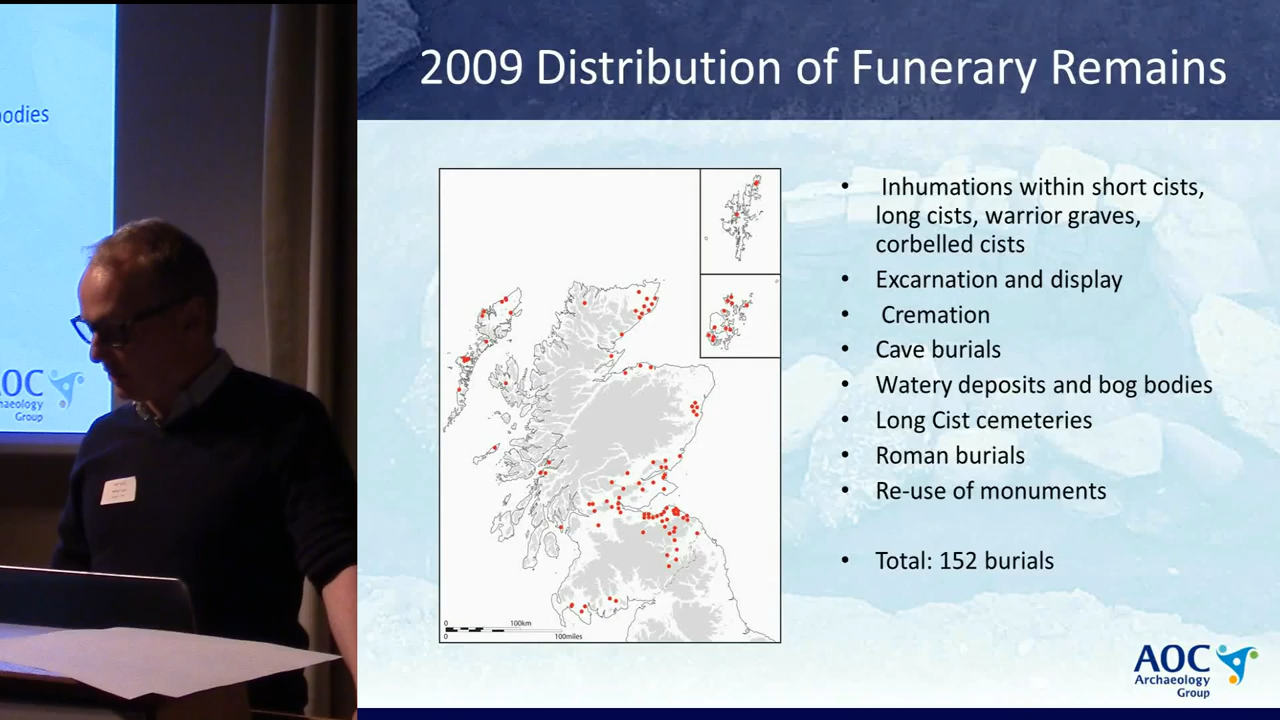 2009 Distribution of Funerary Remains
odies
AOC
Archaeology
Group
0 100km
0 100miles
• Inhumations within short cists,
long cists, warrior graves,
corbelled cists
• Excarnation and display
• Cremation
• Cave burials
• Watery deposits and bog bodies
• Long Cist cemeteries
• Roman burials
• Re-use of monuments
• Total: 152 burials
AOC
Archaeology
Group